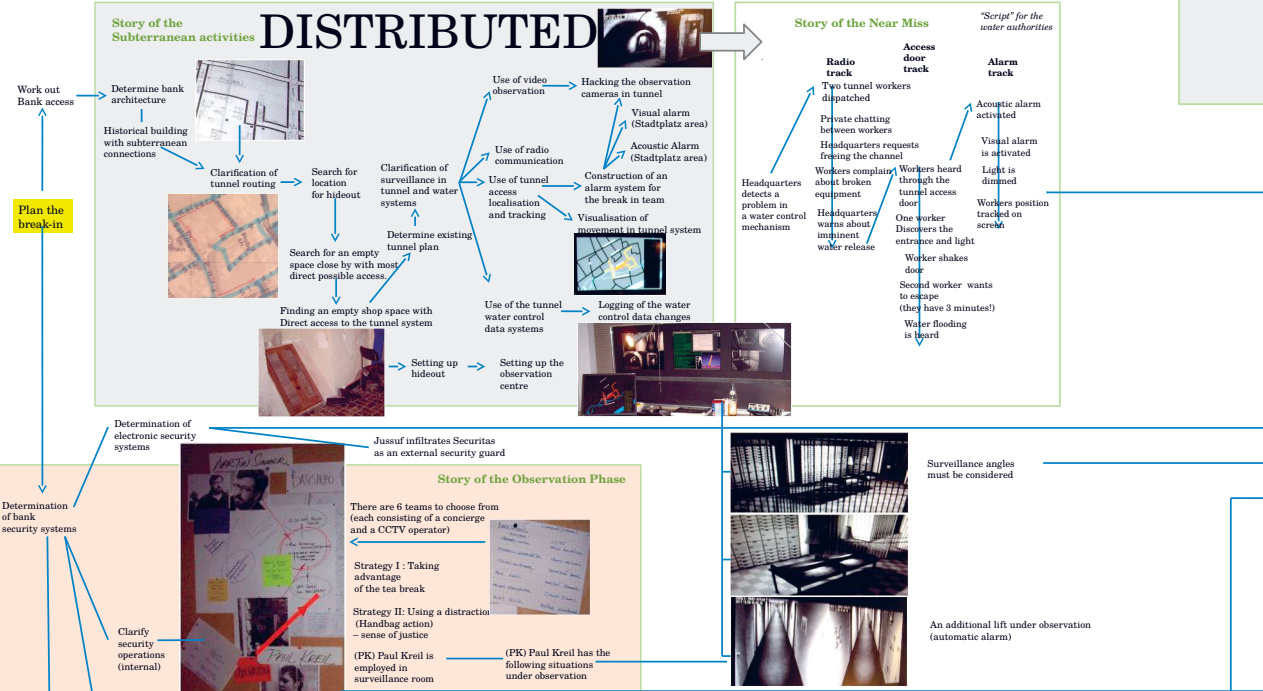 Story of the
Subterranean activities
DISTRIBUTED
Work out
Bank access
Determine bank
architecture
Historical building
with subterranean
connections
Clarification of
tunnel routing
Search for
location
for hideout
Search for an empty
space close by with most
direct possible access.
Finding an empty shop space with
Direct access to the tunnel system
Determine existing
tunnel plan
Clarification of
surveillance in
tunnel and water
systems
Use of video
observation
Hacking the observation
cameras in tunnel
Visual alarm
(Stadtplatz area)
Acoustic Alarm
(Stadtplatz area)
Use of radio
communication
Use of tunnel
access
localisation
and tracking
Construction of an
alarm system for
the break in team
Visualisation of
movement in tunnel system
Use of the tunnel
water control
data systems
Logging of the water
control data changes
Setting up
hideout
Setting up the
observation
centre
Plan the
break-in
Story of the Near Miss
"Script" for the
water authorities
Radio
track
Access
door
track
Alarm
track
Headquarters
detects a
problem in
a water control
mechanism
Two tunnel workers
dispatched
Private chatting
between workers
Headquarters requests
freeing the channel
Workers complain
about broken
equipment
Headquarters
warns about
imminent
water release
Workers heard
through the
tunnel access
door
One worker
Discovers the
entrance and light
Worker shakes
door
Second worker wants
to escape
(they have 3 minutes!)
Water flooding
is heard
Acoustic alarm
activated
Visual alarm
is activated
Light is
dimmed
Workers position
tracked on
screen
Determination of
electronic security
systems
Jussuf infiltrates Securitas
as an external security guard
Determination
of bank
security systems
Clarify
security
operations
(internal)
Story of the Observation Phase
There are 6 teams to choose from
(each consisting of a concierge
and a CCTV operator)
Strategy I : Taking
advantage
of the tea break
Strategy II: Using a distraction
(Handbag action)
– sense of justice
(PK) Paul Kreil is
employed in
surveillance room
(PK) Paul Kreil has the
following situations
under observation
PAUL KREIL
Surveillance angles
must be considered
An additional lift under observation
(automatic alarm)